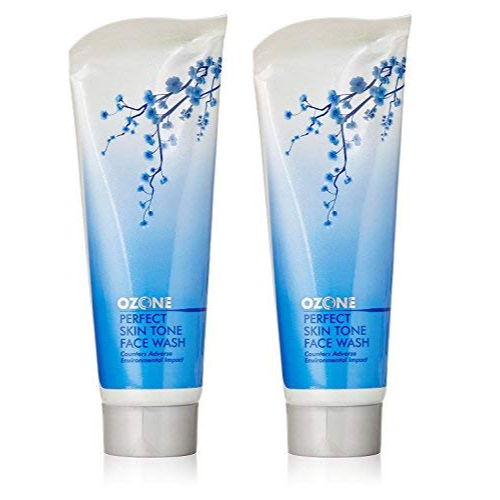 OZONE
PERFECT
SKIN TONE
FACE WASH
Counters Adverse
Environmental Impact
OZONE
PERFECT
SKIN TONE
FACE WASH
Counters Adverse
Environmental Impact